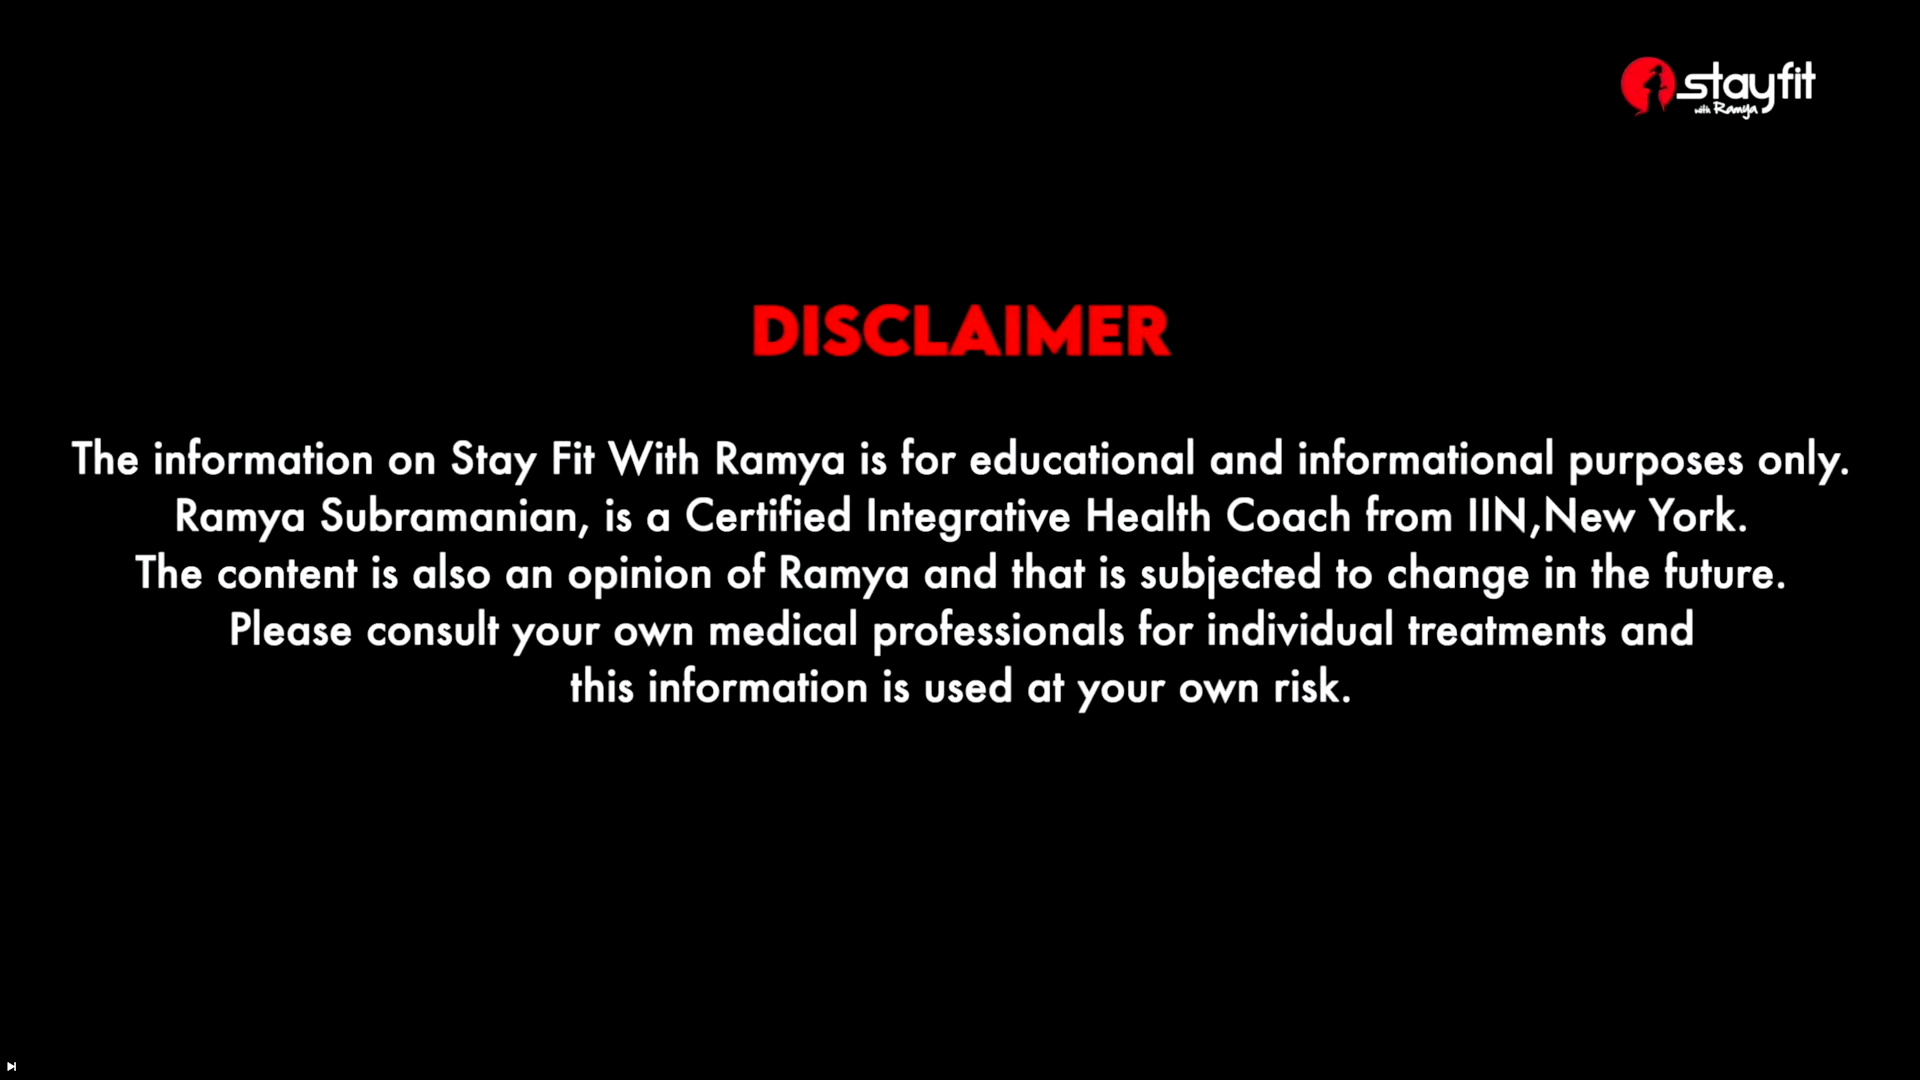 stayfit
with Ramya
DISCLAIMER
The information on Stay Fit With Ramya is for educational and informational purposes only.
Ramya Subramanian, is a Certified Integrative Health Coach from IIN,New York.
The content is also an opinion of Ramya and that is subjected to change in the future.
Please consult your own medical professionals for individual treatments and
this information is used at your own risk.